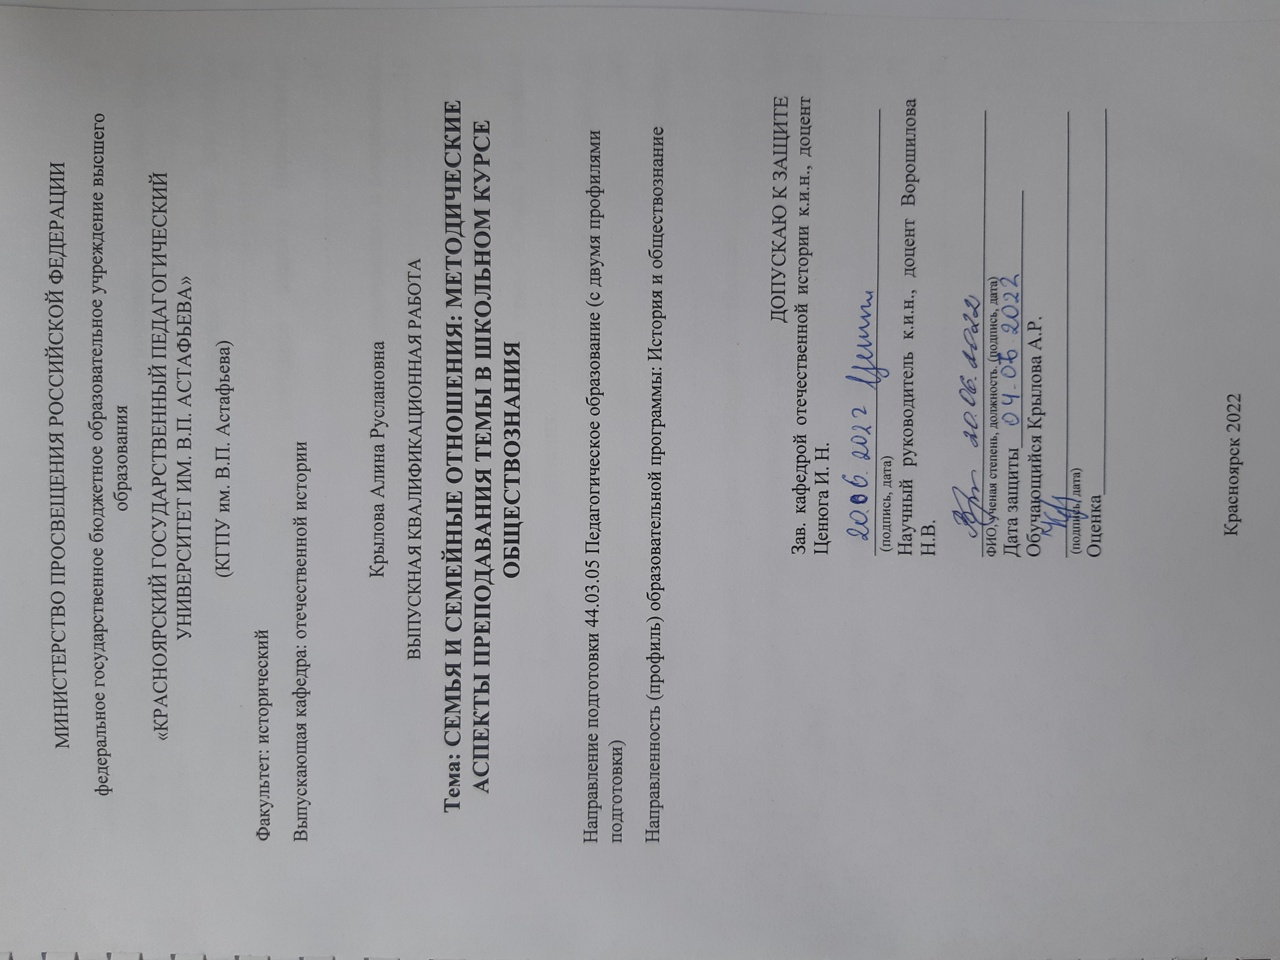 МИНИСТЕРСТВО ПРОСВЕЩЕНИЯ РОССИЙСКОЙ ФЕДЕРАЦИИ
федеральное государственное бюджетное образовательное учреждение высшего
образования
«КРАСНОЯРСКИЙ ГОСУДАРСТВЕННЫЙ ПЕДАГОГИЧЕСКИЙ
УНИВЕРСИТЕТ ИМ. В.П. АСТАФЬЕВА»
(КГПУ им. В.П. Астафьева)
Факультет: исторический
Выпускающая кафедра: отечественной истории
Крылова Алина Руслановна
ВЫПУСКНАЯ КВАЛИФИКАЦИОННАЯ РАБОТА
Тема: СЕМЬЯ И СЕМЕЙНЫЕ ОТНОШЕНИЯ: МЕТОДИЧЕСКИЕ
АСПЕКТЫ ПРЕПОДАВАНИЯ ТЕМЫ В ШКОЛЬНОМ КУРСЕ
ОБЩЕСТВОЗНАНИЯ
Направление подготовки 44.03.05 Педагогическое образование (с двумя профилями
подготовки)
Направленность (профиль) образовательной программы: История и обществознание
ДОПУСКАЮ К ЗАЩИТЕ
Зав. кафедрой отечественной истории к.и.н., доцент
Ценюга И. Н.
20.06.2022
(подпись, дата)
Научный руководитель к.и.н., доцент Ворошилова
Н.В.
20.06.2022
ФИО, ученая степень, должность, (подпись, дата)
Дата защиты 04.06 2022
Обучающийся Крылова А.Р.
(подпись, дата)
Оценка
Красноярск 2022